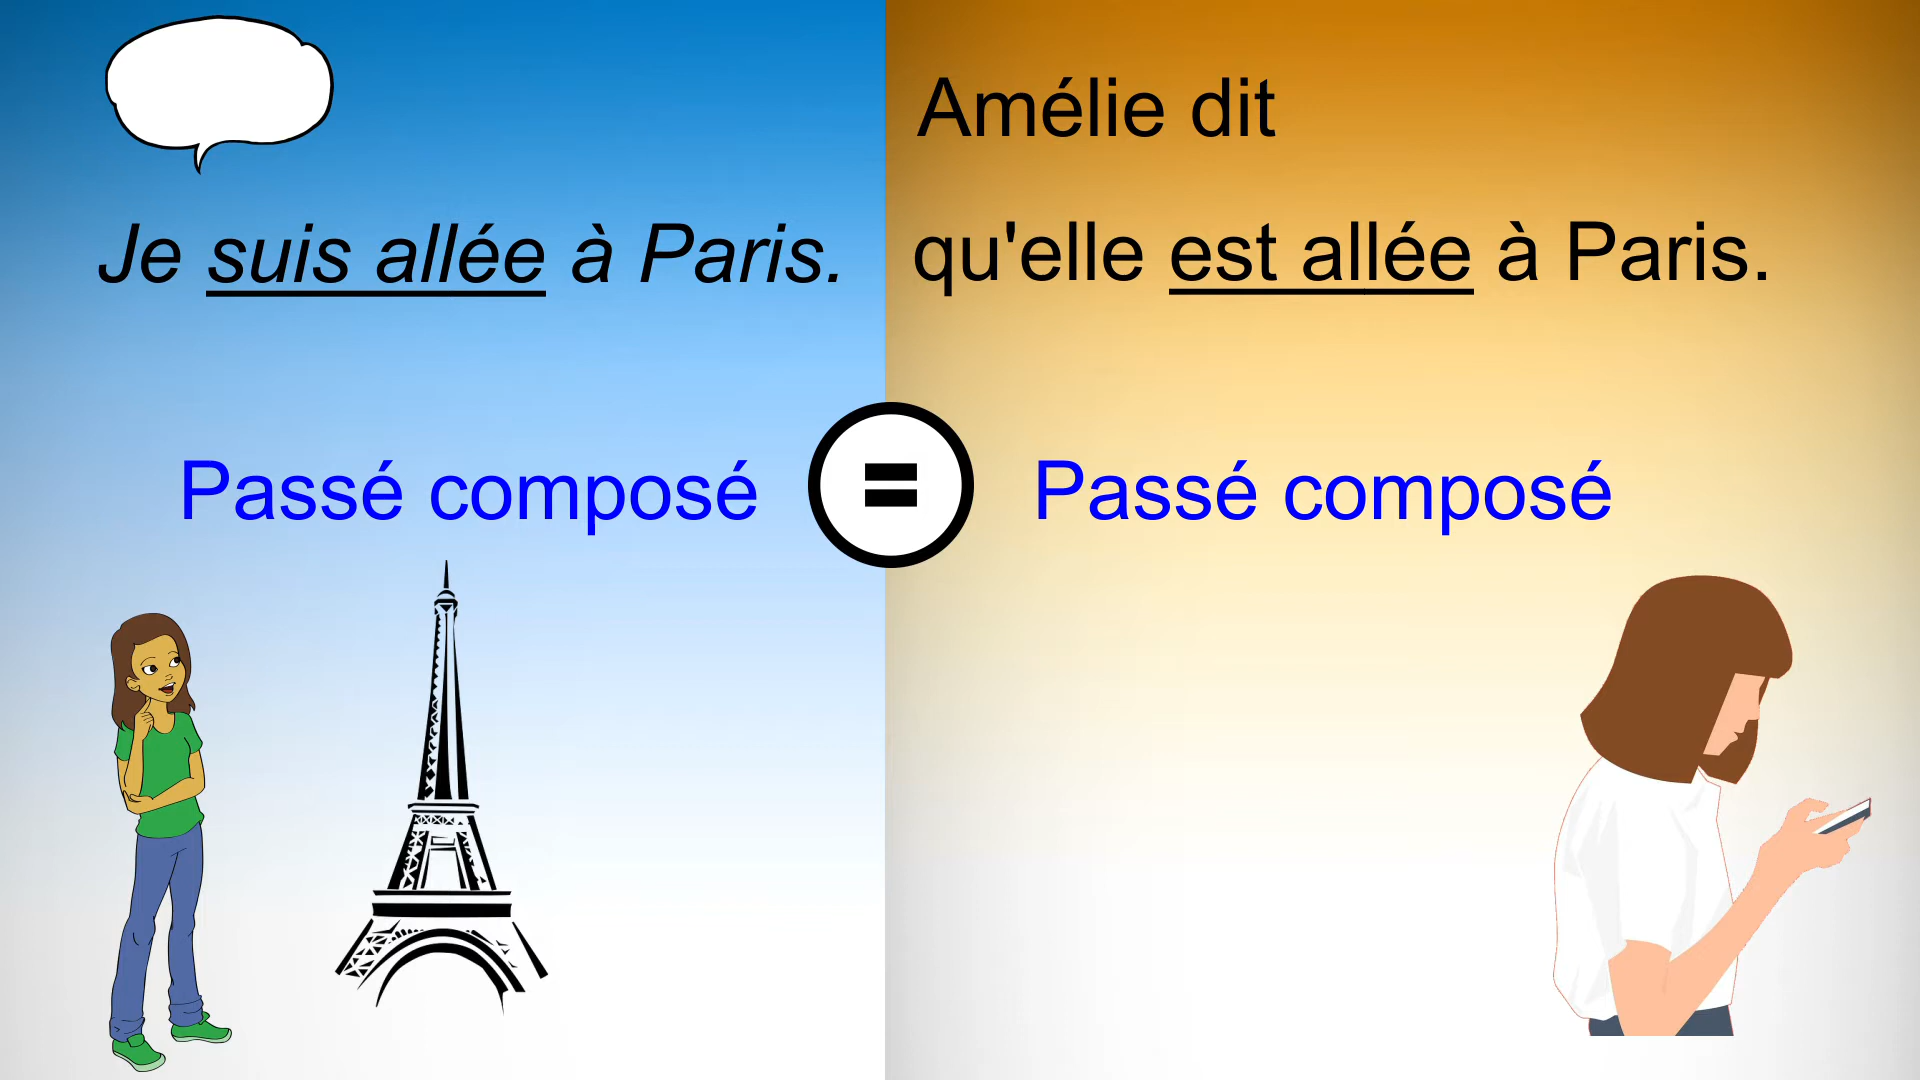 Je suis allée à Paris.
Amélie dit
qu'elle est allée à Paris.
Passé composé
=
Passé composé